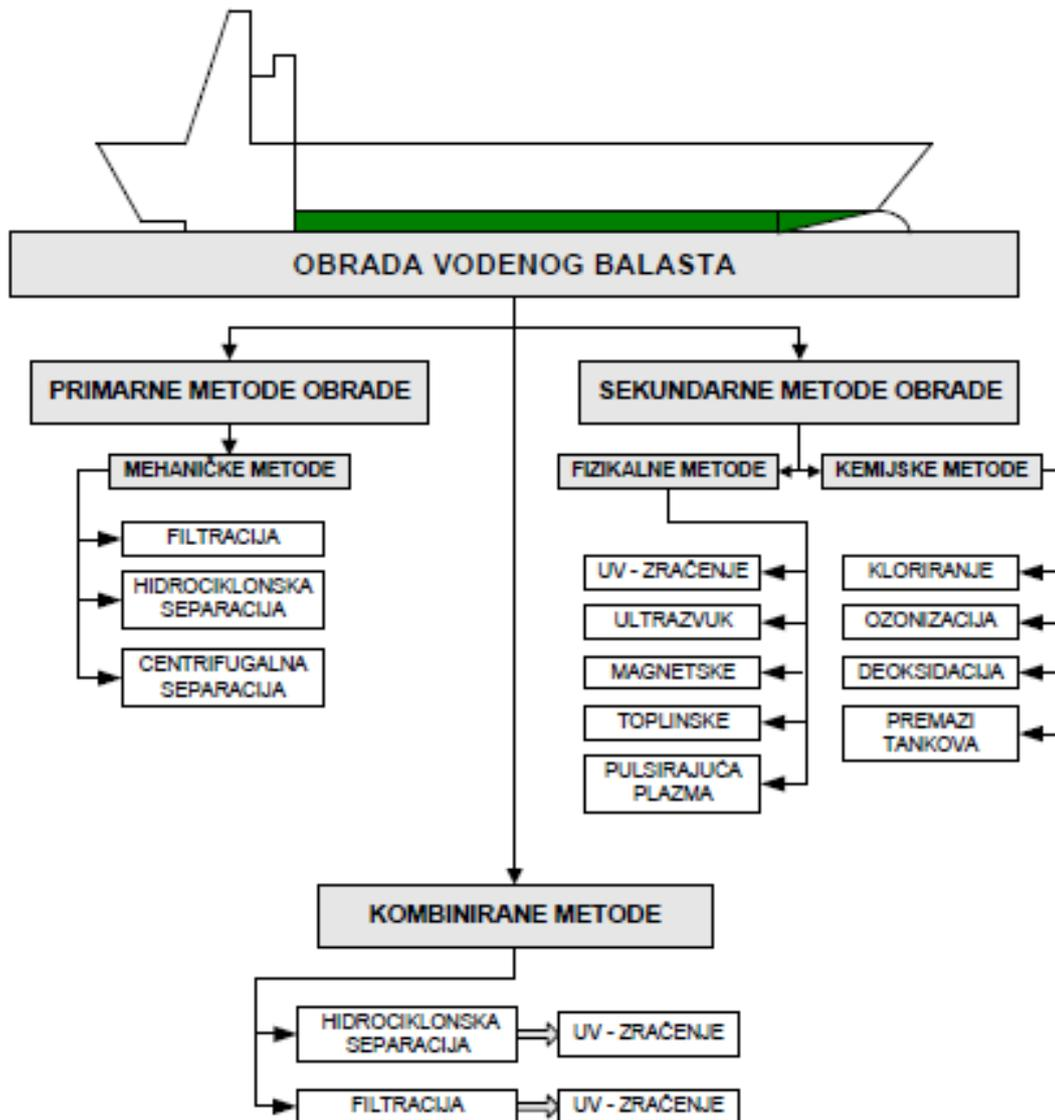 OBRADA VODENOG BALASTA
PRIMARNE METODE OBRADE
SEKUNDARNE METODE OBRADE
MEHANIČKE METODE
FIZIKALNE METODE
KEMIJSKE METODE
FILTRACIJA
HIDROCIKLONSKA
SEPARACIJA
CENTRIFUGALNA
SEPARACIJA
UV - ZRAČENJE
ULTRAZVUK
MAGNETSKE
TOPLINSKE
PULSIRAJUĆA
PLAZMA
KLORIRANJE
OZONIZACIJA
DEOKSIDACIJA
PREMAZI
TANKOVA
KOMBINIRANE METODE
HIDROCIKLONSKA
SEPARACIJA
UV - ZRAČENJE
FILTRACIJA
UV - ZRAČENJE